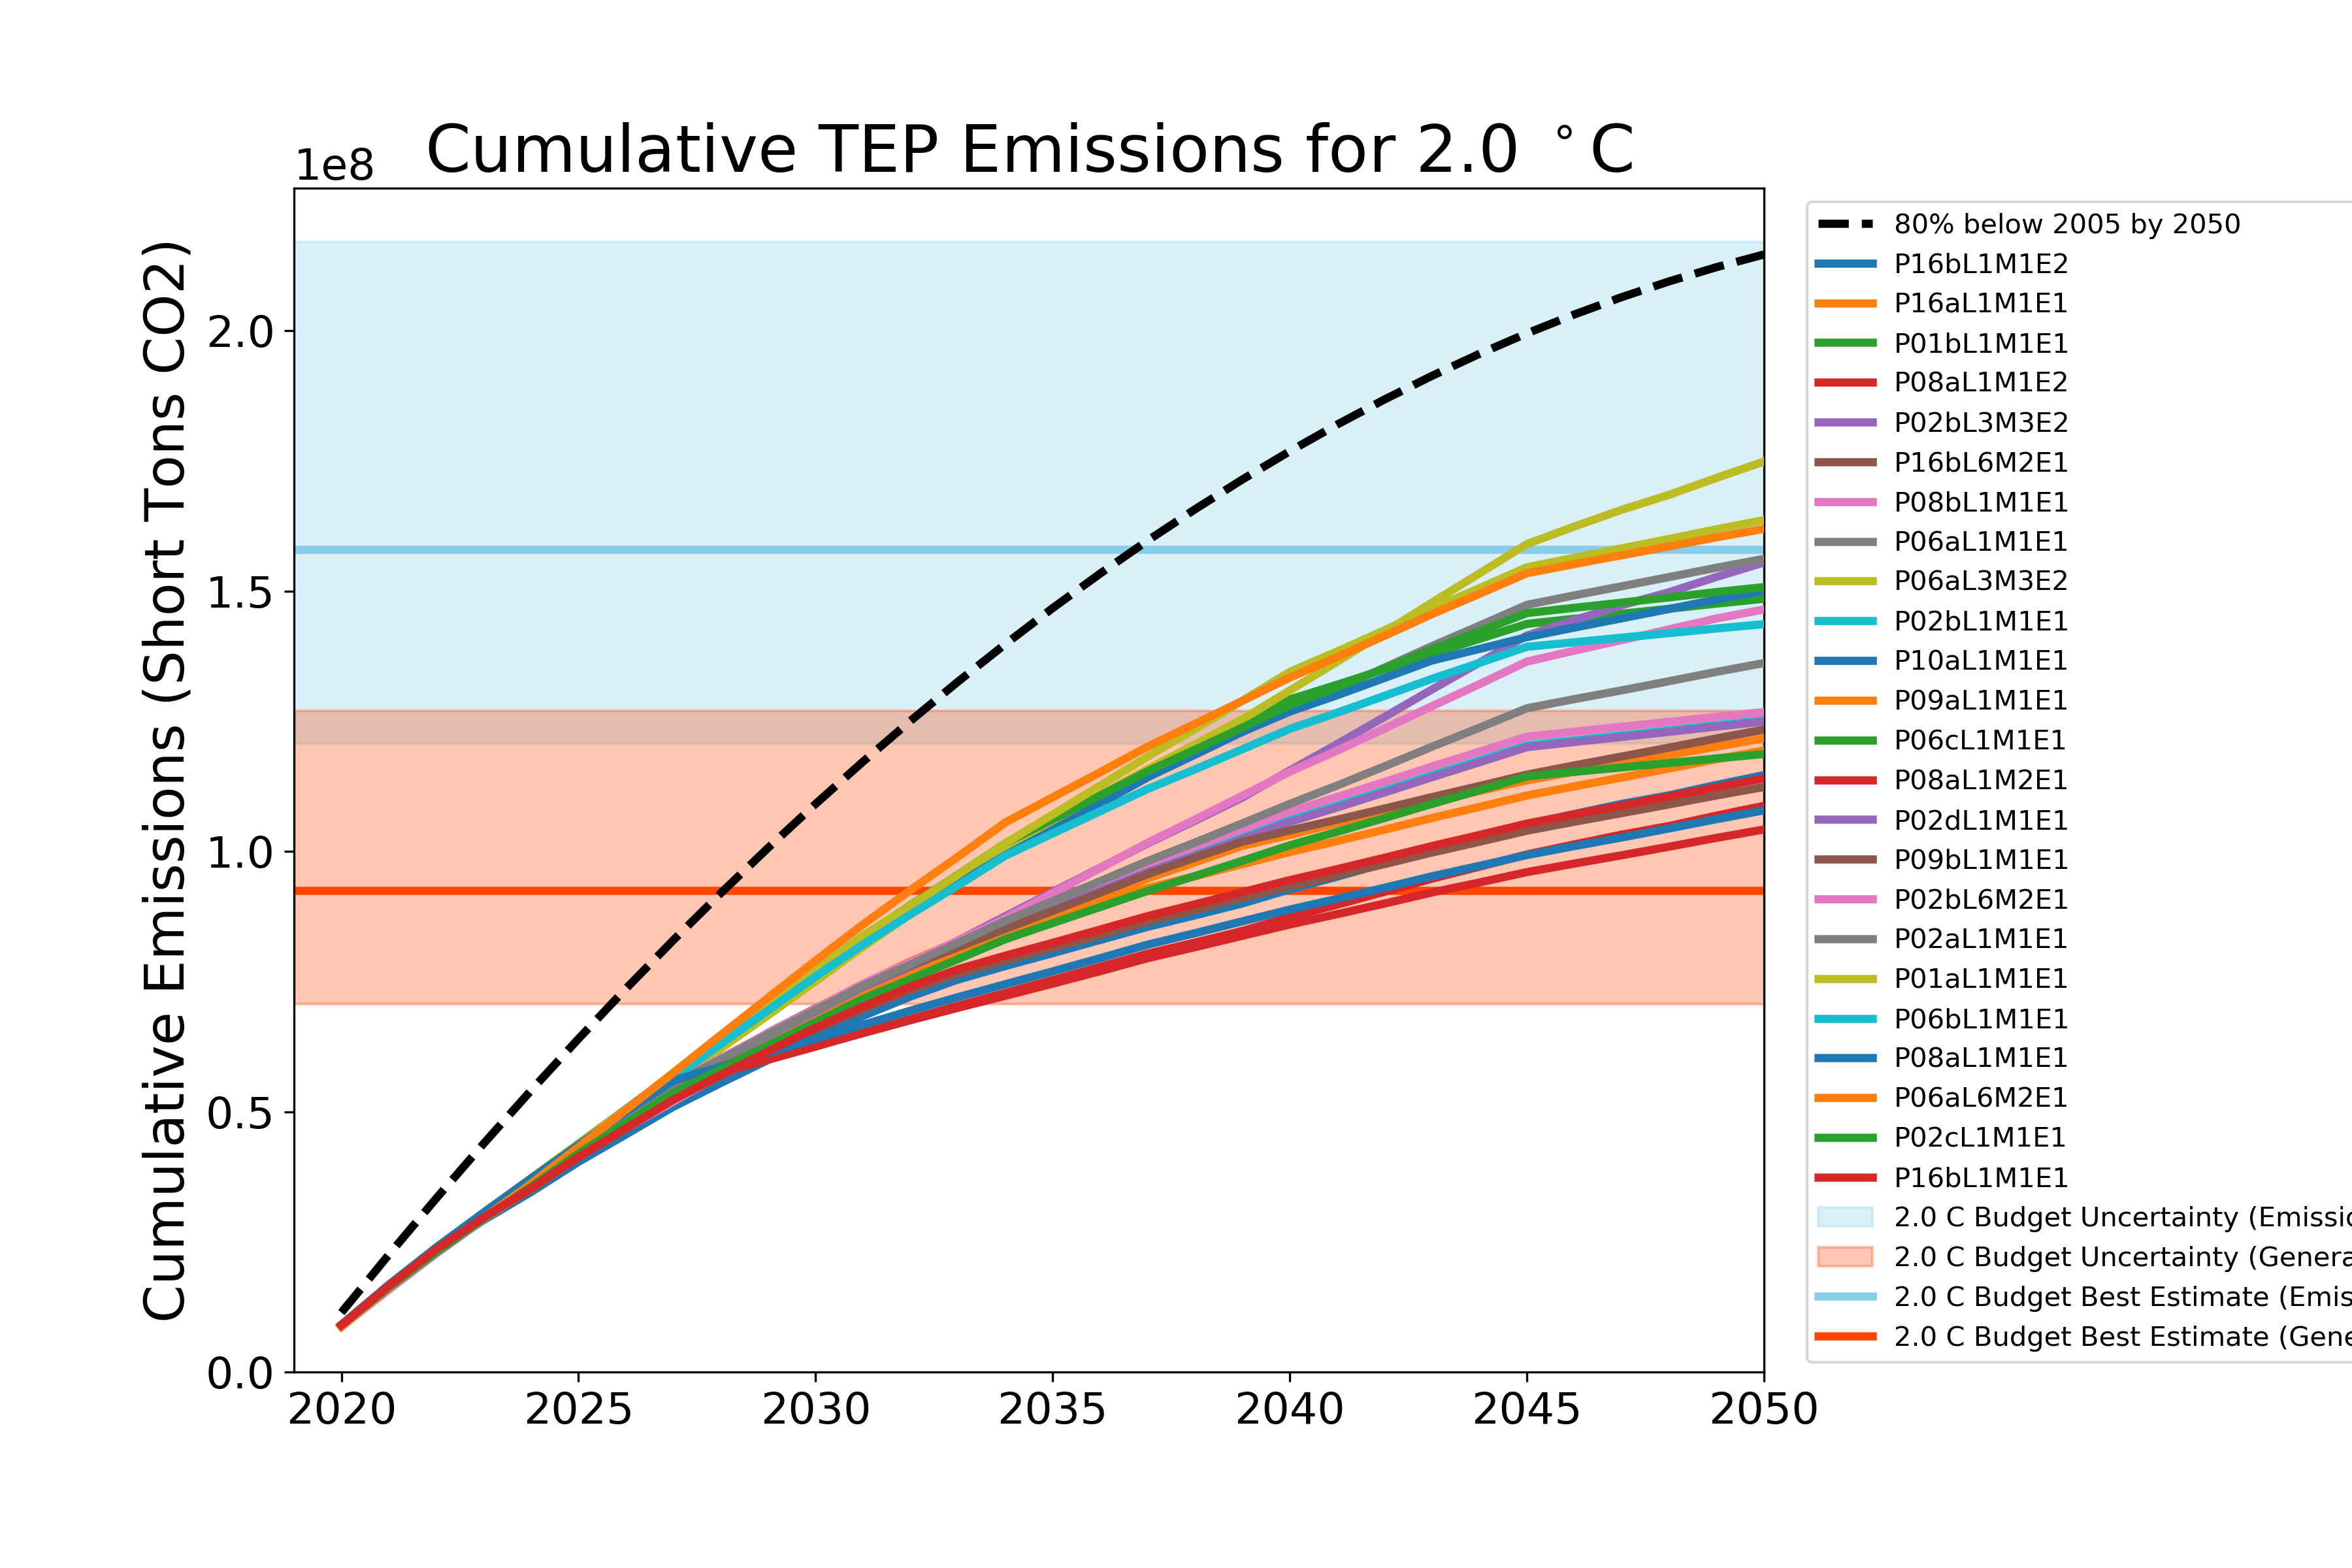 Cumulative TEP Emissions for 2.0 °C
1e8
Cumulative Emissions (Short Tons CO2)
2.0
1.5
1.0
0.5
0.0
2020 2025 2030 2035 2040 2045 2050
80% below 2005 by 2050
P16bL1M1E2
P16aL1M1E1
P01bL1M1E1
P08aL1M1E2
P02bL3M3E2
P16bL6M2E1
P08bL1M1E1
P06aL1M1E1
P06aL3M3E2
P02bL1M1E1
P10aL1M1E1
P09aL1M1E1
P06cL1M1E1
P08aL1M2E1
P02dL1M1E1
P09bL1M1E1
P02bL6M2E1
P02aL1M1E1
P01aL1M1E1
P06bL1M1E1
P08aL1M1E1
P06aL6M2E1
P02cL1M1E1
P16bL1M1E1
2.0 C Budget Uncertainty
2.0 C Budget Uncertainty
2.0 C Budget Best Estimate
2.0 C Budget Best Estimate